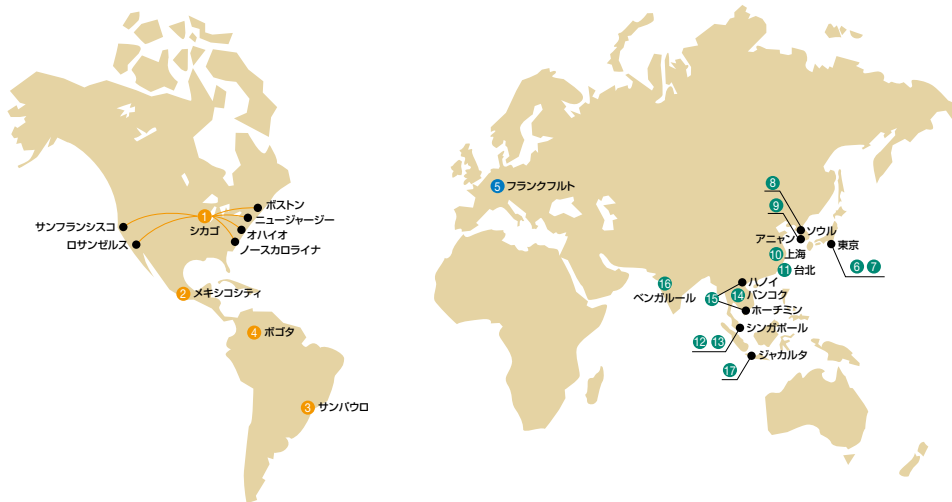 ボストン
ニュージャージー
オハイオ
ノースカロライナ
1
シカゴ
サンフランシスコ
ロサンゼルス
2 メキシコシティ
4 ボゴタ
3 サンパウロ
5 フランクフルト
8
9
ソウル
アニャン
東京
6 7
10 上海
11 台北
16
ベンガルール
ハノイ
15
14 バンコク
ホーチミン
12 13
シンガポール
ジャカルタ
17